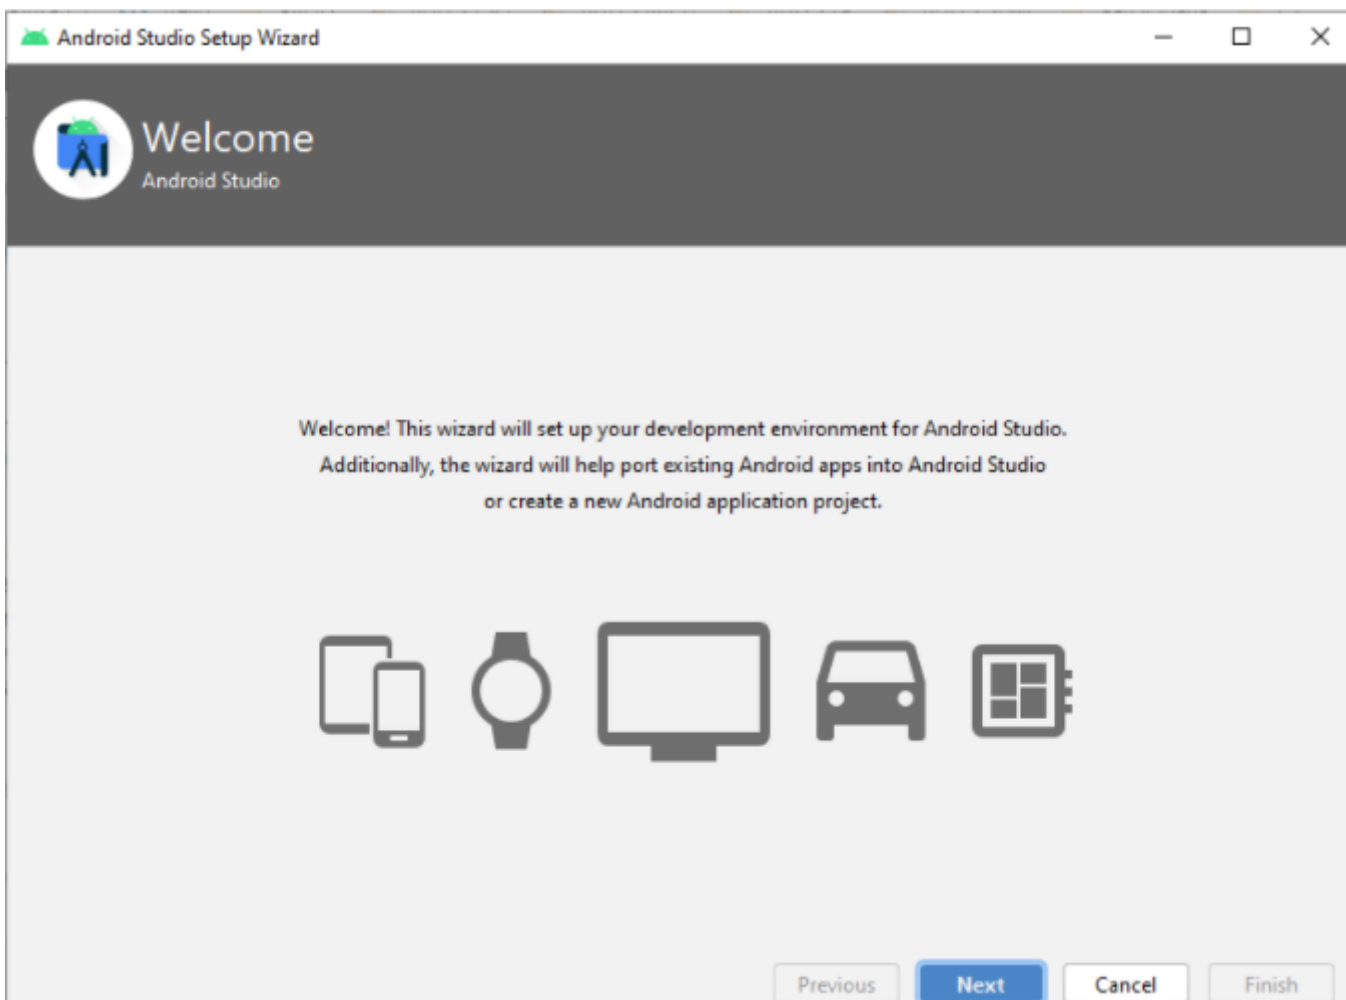 Android Studio Setup Wizard
Welcome
Android Studio
Welcome! This wizard will set up your development environment for Android Studio.
Additionally, the wizard will help port existing Android apps into Android Studio
or create a new Android application project.
Previous Next Cancel Finish